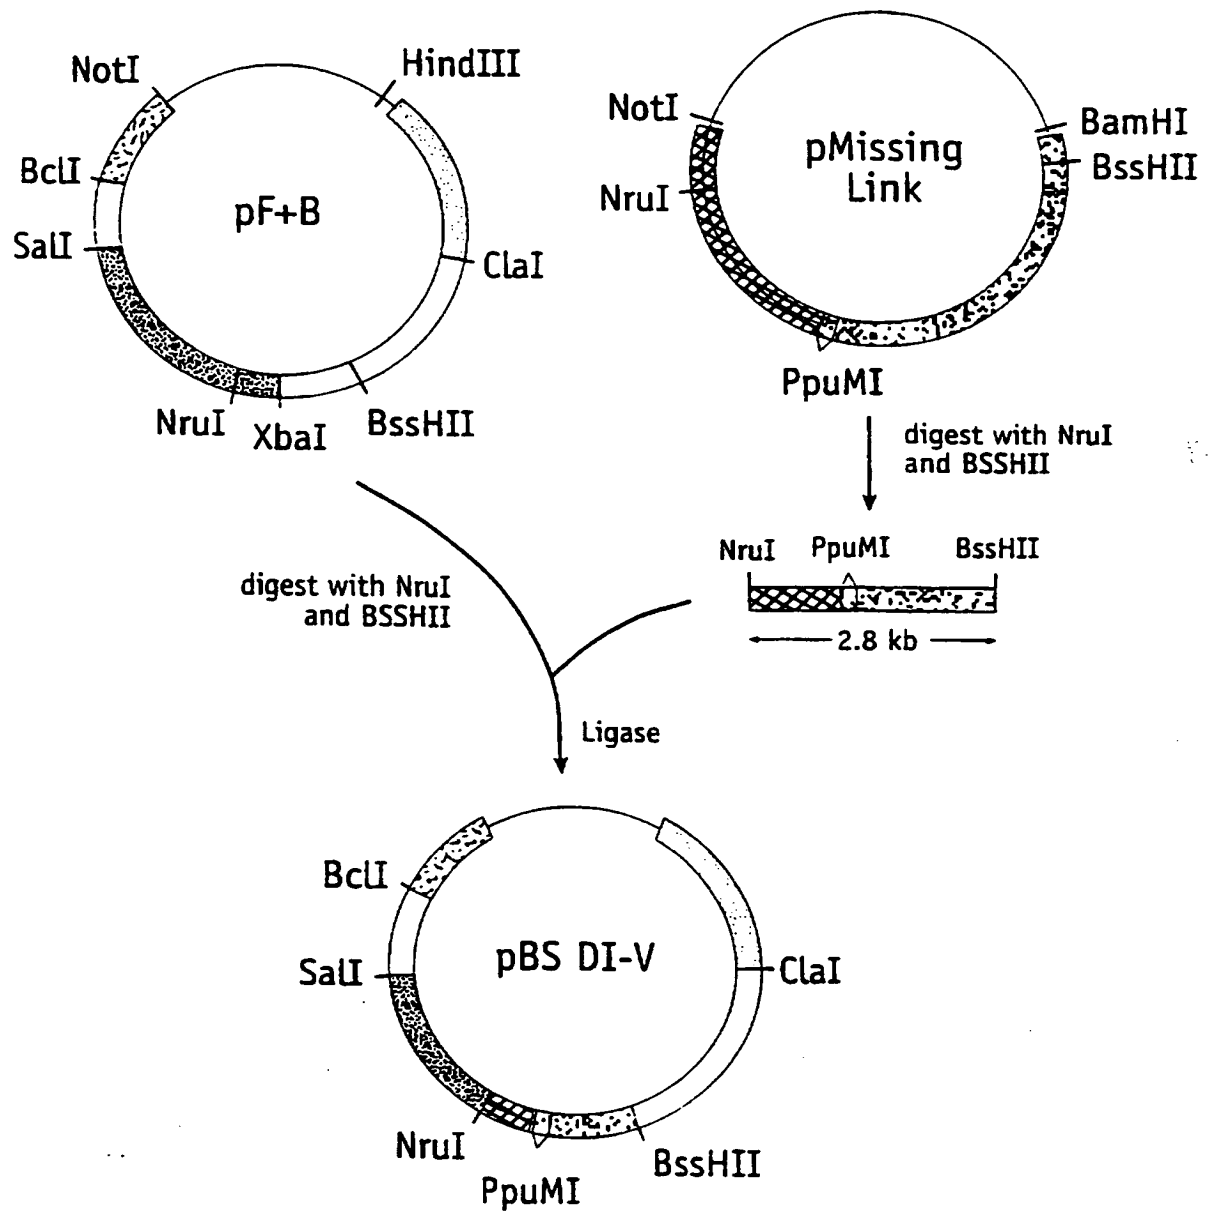 NotI
HindIII
BclI
pF+B
SalI
ClaI
NruI
XbaI
BssHII
NotI
BamHI
pMissing
Link
BssHII
NruI
PpuMI
digest with NruI
and BSSHII
NruI
PpuMI
BssHII
2.8 kb
digest with NruI
and BSSHII
Ligase
BclI
pBS DI-V
SalI
ClaI
NruI
PpuMI
BssHII